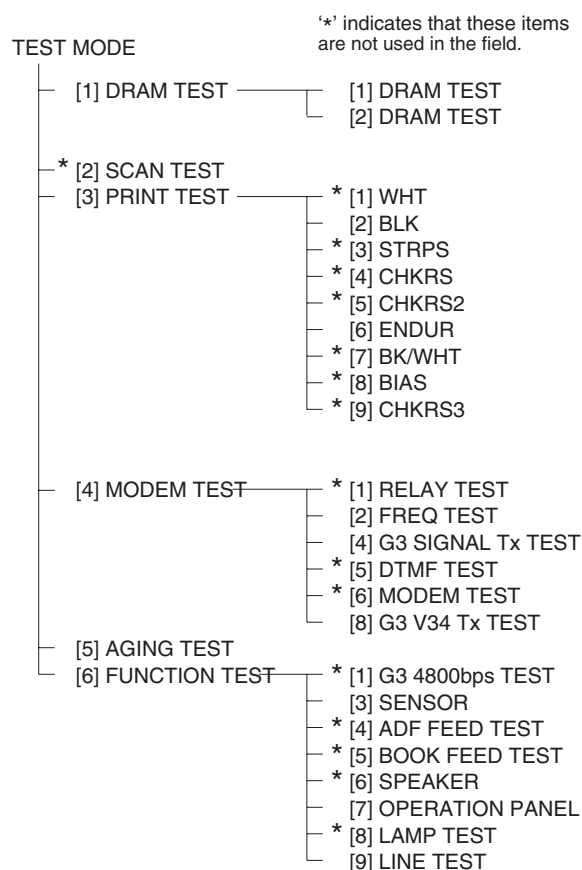 ‘*’ indicates that these items
are not used in the field.
TEST MODE
[1] DRAM TEST
[1] DRAM TEST
[2] DRAM TEST
* [2] SCAN TEST
[3] PRINT TEST
* [1] WHT
[2] BLK
* [3] STRPS
* [4] CHKRS
* [5] CHKRS2
[6] ENDUR
* [7] BK/WHT
* [8] BIAS
* [9] CHKRS3
[4] MODEM TEST
* [1] RELAY TEST
[2] FREQ TEST
[4] G3 SIGNAL Tx TEST
* [5] DTMF TEST
* [6] MODEM TEST
[8] G3 V34 Tx TEST
[5] AGING TEST
[6] FUNCTION TEST
* [1] G3 4800bps TEST
[3] SENSOR
* [4] ADF FEED TEST
* [5] BOOK FEED TEST
* [6] SPEAKER
[7] OPERATION PANEL
* [8] LAMP TEST
[9] LINE TEST